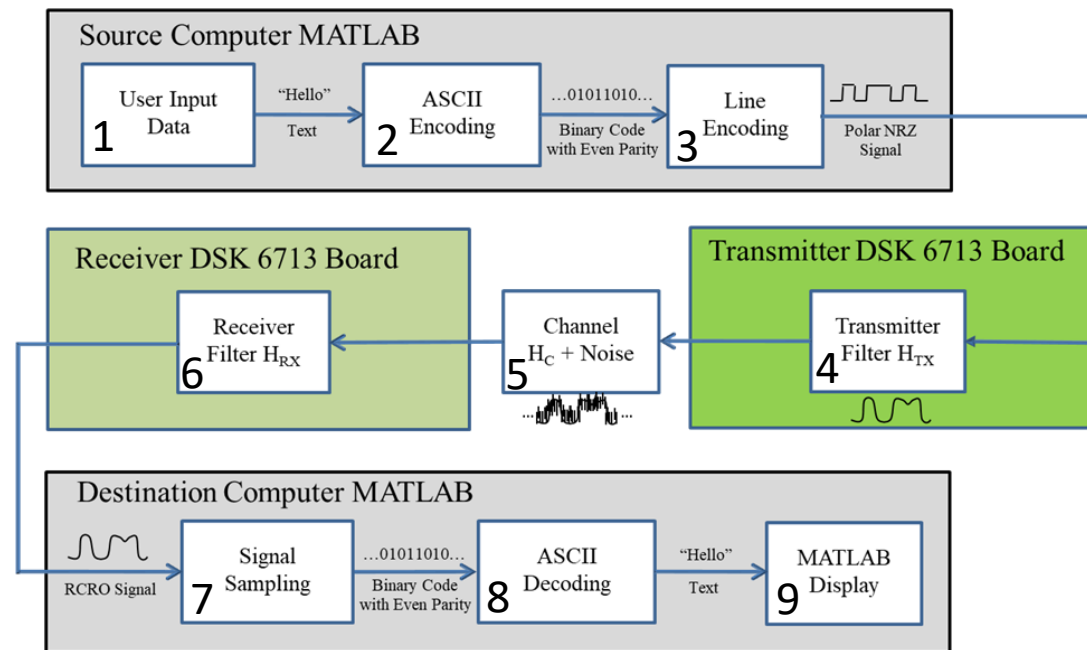 Source Computer MATLAB
User Input
Data
1
"Hello"
Text
ASCII
Encoding
2
...01011010...
Binary Code
with Even Parity
Line
Encoding
3
Polar NRZ
Signal
Transmitter DSK 6713 Board
Transmitter
Filter H_TX
4
Channel
H_C + Noise
5
... ...
Receiver DSK 6713 Board
Receiver
Filter H_RX
6
Destination Computer MATLAB
RCRO Signal
Signal
Sampling
7
...01011010...
Binary Code
with Even Parity
ASCII
Decoding
8
"Hello"
Text
MATLAB
Display
9